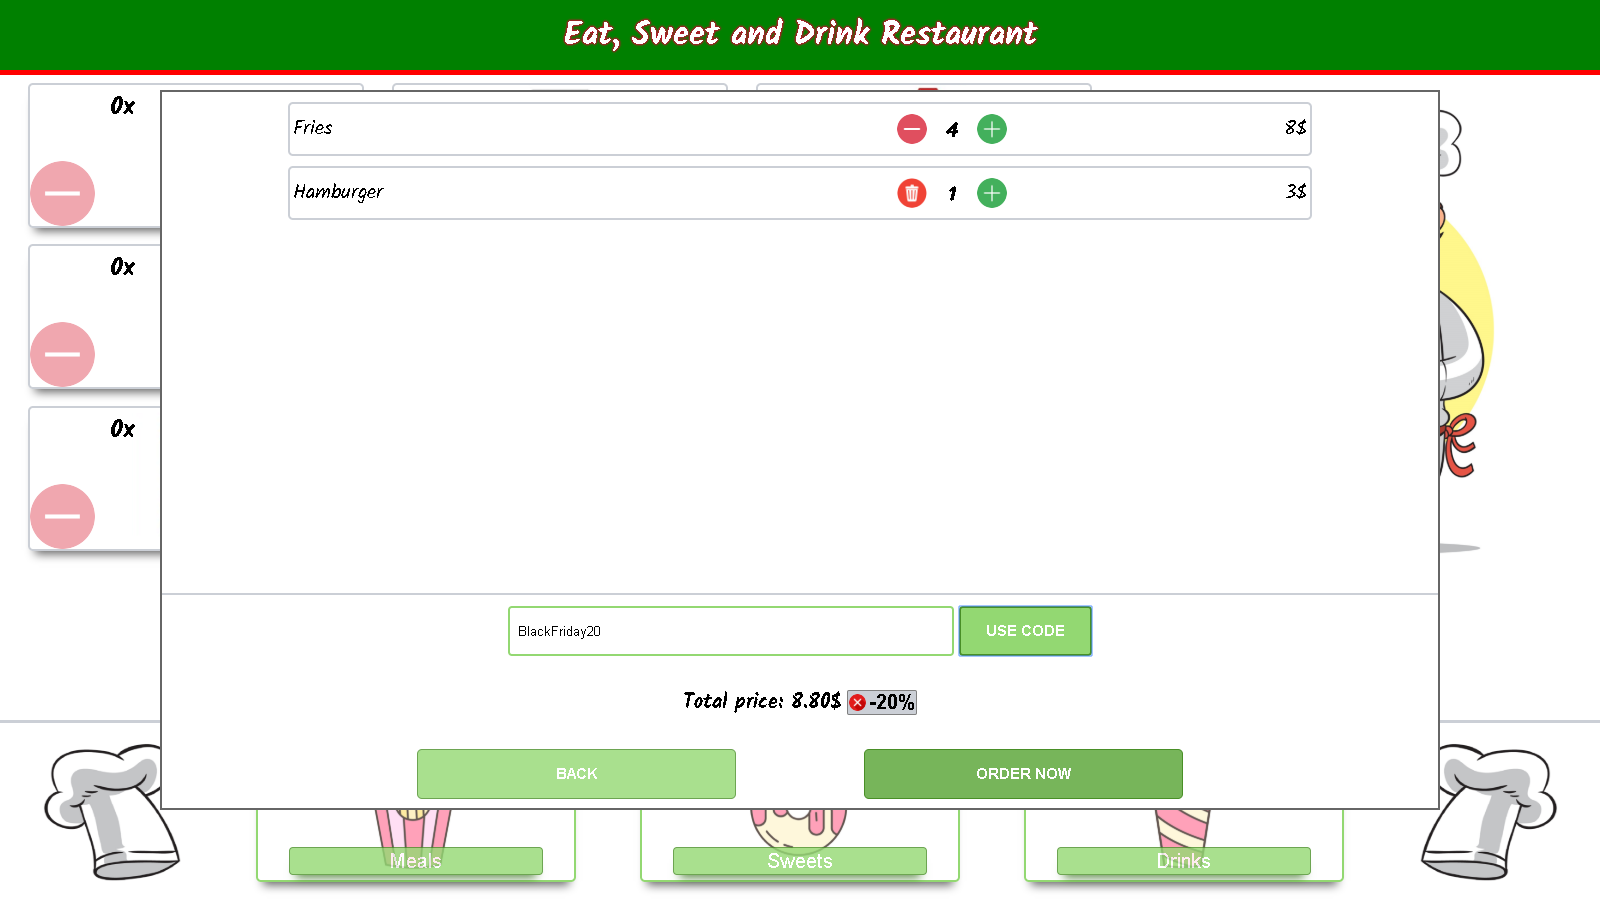 Eat, Sweet and Drink Restaurant
0x
Fries 4 8$
Hamburger 1 3$
0x
0x
BlackFriday20 USE CODE
Total price: 8.80$ -20%
BACK ORDER NOW
Meals Sweets Drinks